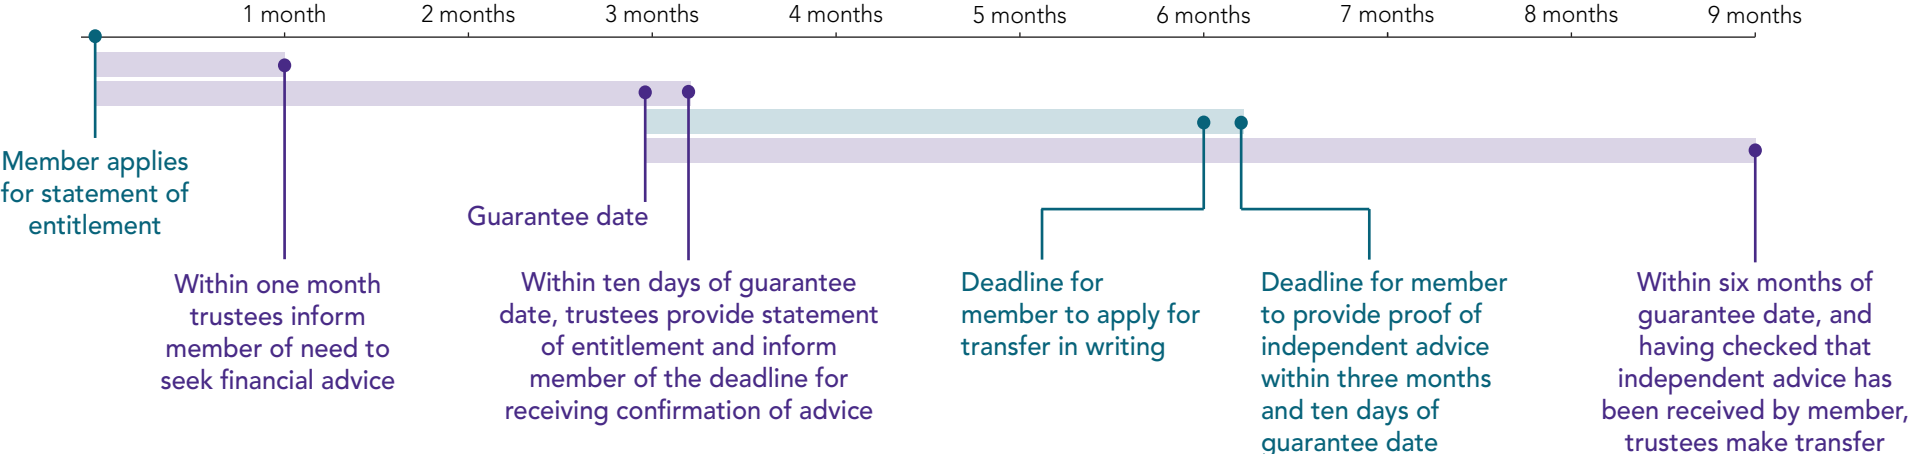 1 month
2 months
3 months
4 months
5 months
6 months
7 months
8 months
9 months
Member applies
for statement of
entitlement
Guarantee date
Within one month
trustees inform
member of need to
seek financial advice
Within ten days of guarantee
date, trustees provide statement
of entitlement and inform
member of the deadline for
receiving confirmation of advice
Deadline for
member to apply for
transfer in writing
Deadline for member
to provide proof of
independent advice
within three months
and ten days of
guarantee date
Within six months of
guarantee date, and
having checked that
independent advice has
been received by member,
trustees make transfer